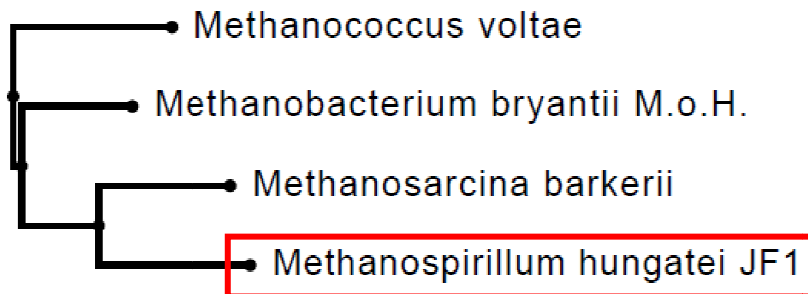 Methanococcus voltae
Methanobacterium bryantii M.o.H.
Methanosarcina barkerii
Methanospirillum hungatei JF1